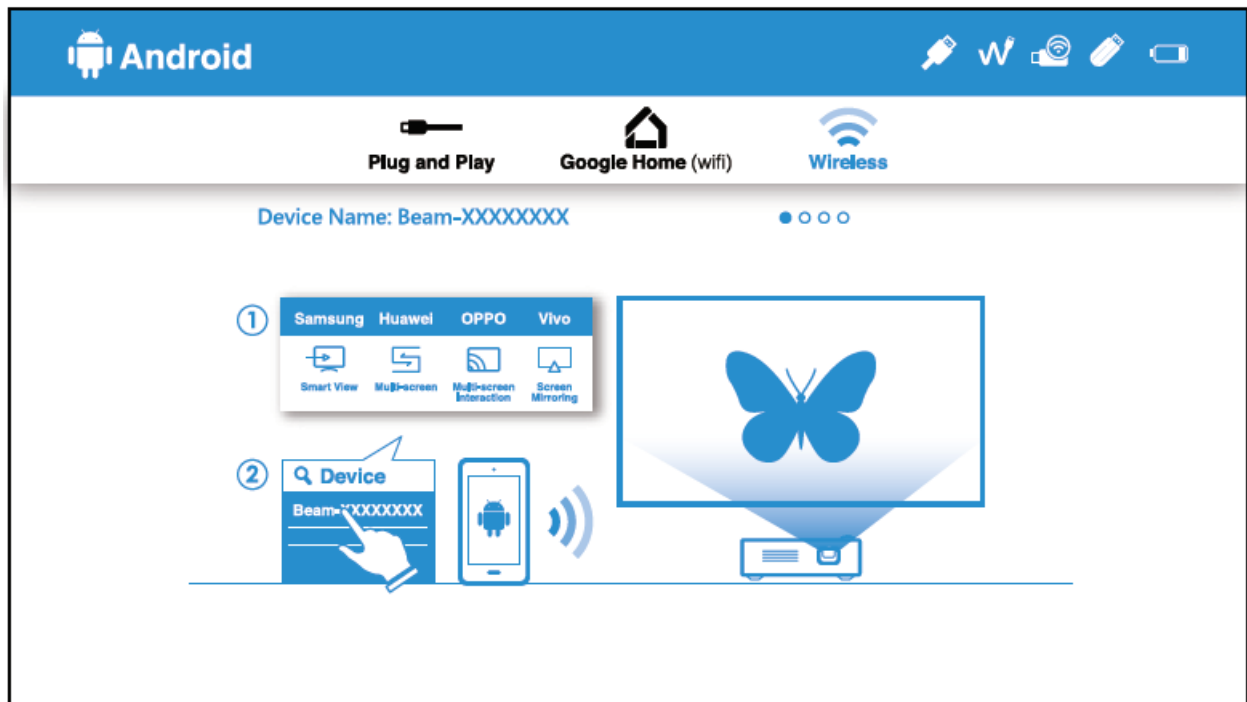 Android
Plug and Play
Google Home (wifi)
Wireless
Device Name: Beam-XXXXXXXX
①
Samsung Huawei OPPO Vivo
Smart View
Multi-screen
Multi-screen
Interaction
Screen
Mirroring
②
Device
Beam-XXXXXXXX